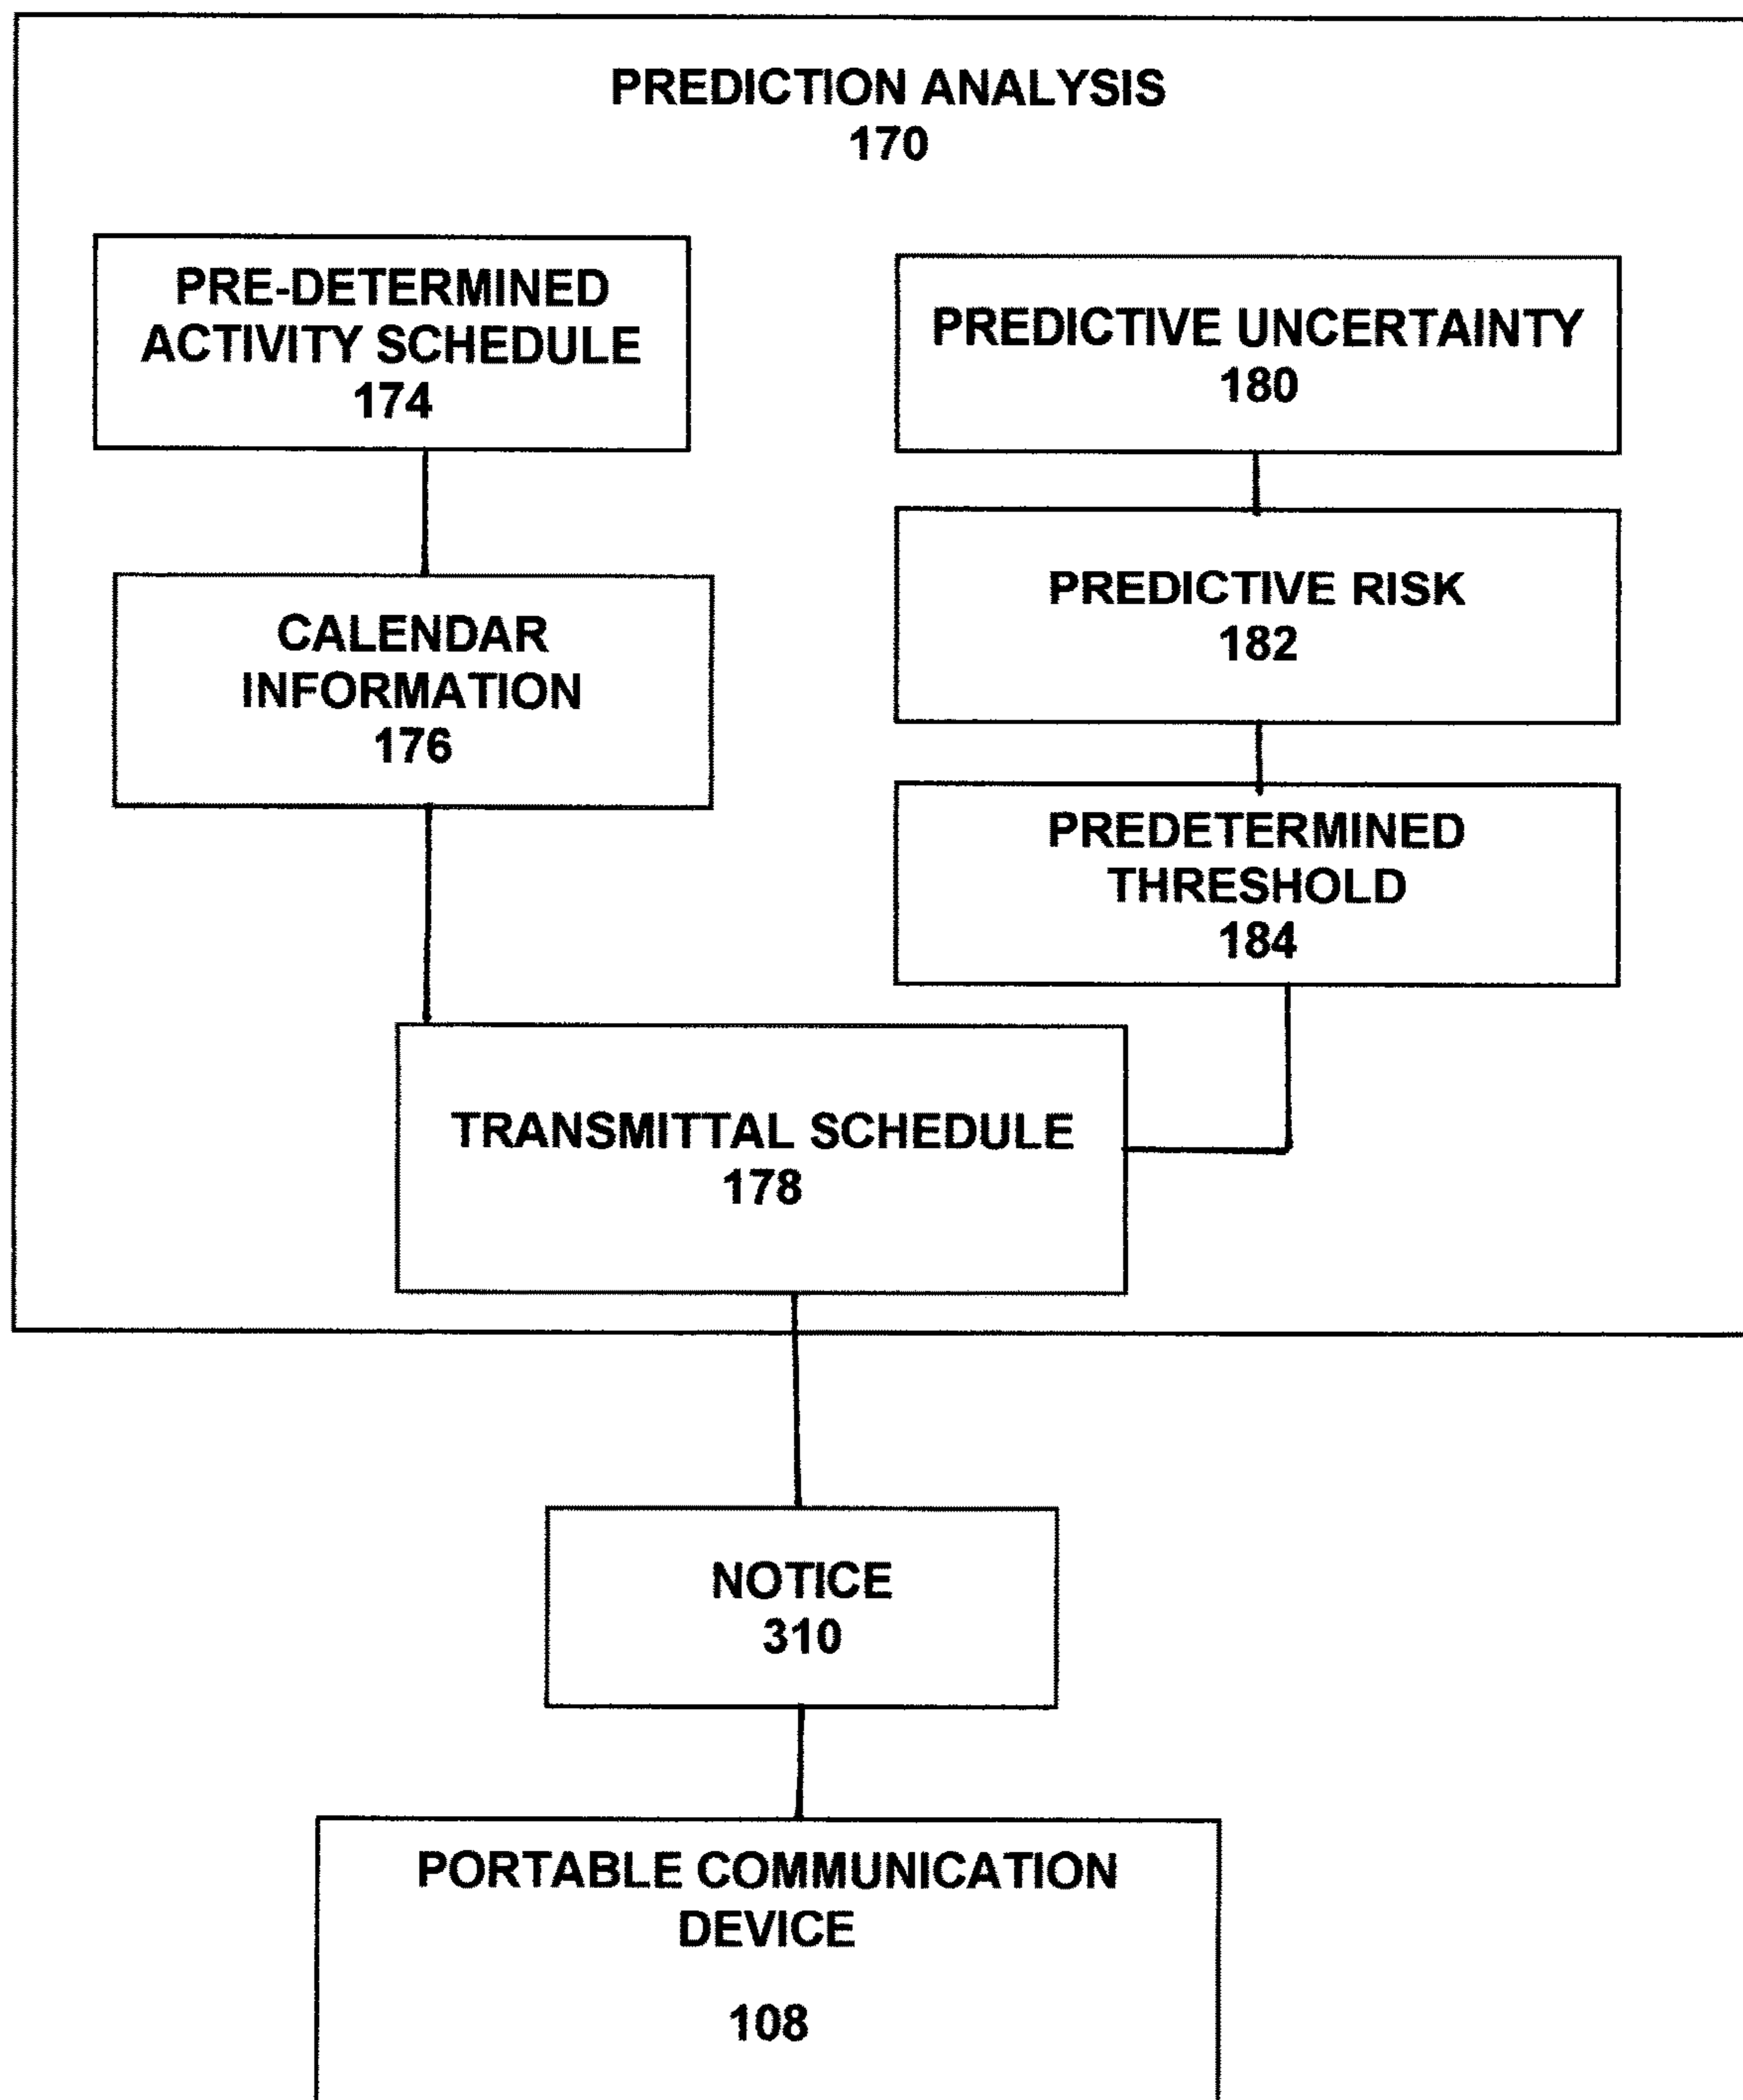 PREDICTION ANALYSIS
170
PRE-DETERMINED
ACTIVITY SCHEDULE
174
CALENDAR
INFORMATION
176
PREDICTIVE UNCERTAINTY
180
PREDICTIVE RISK
182
PREDETERMINED
THRESHOLD
184
TRANSMITTAL SCHEDULE
178
NOTICE
310
PORTABLE COMMUNICATION
DEVICE
108